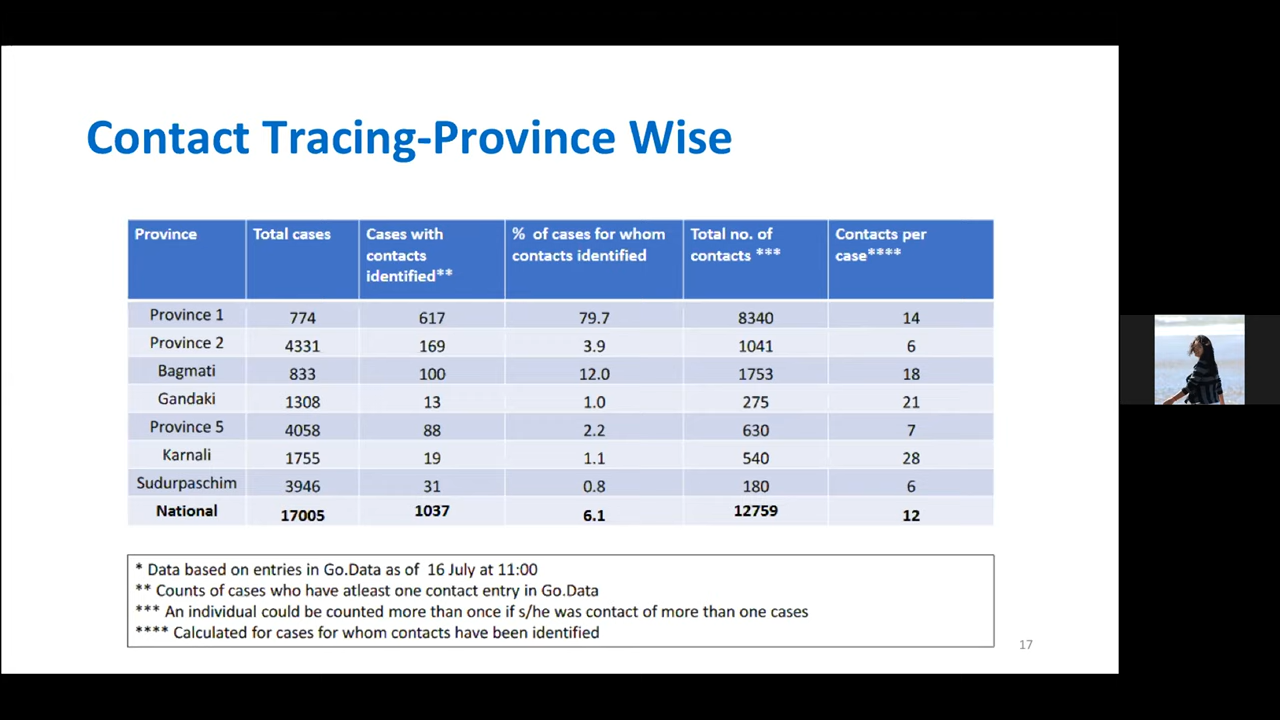 Contact Tracing-Province Wise
Province Total cases Cases with contacts identified** % of cases for whom contacts identified Total no. of contacts *** Contacts per case****
Province 1 774 617 79.7 8340 14
Province 2 4331 169 3.9 1041 6
Bagmati 833 100 12.0 1753 18
Gandaki 1308 13 1.0 275 21
Province 5 4058 88 2.2 630 7
Karnali 1755 19 1.1 540 28
Sudurpaschim 3946 31 0.8 180 6
National 17005 1037 6.1 12759 12
* Data based on entries in Go.Data as of 16 July at 11:00
** Counts of cases who have atleast one contact entry in Go.Data
*** An individual could be counted more than once if s/he was contact of more than one cases
**** Calculated for cases for whom contacts have been identified
17